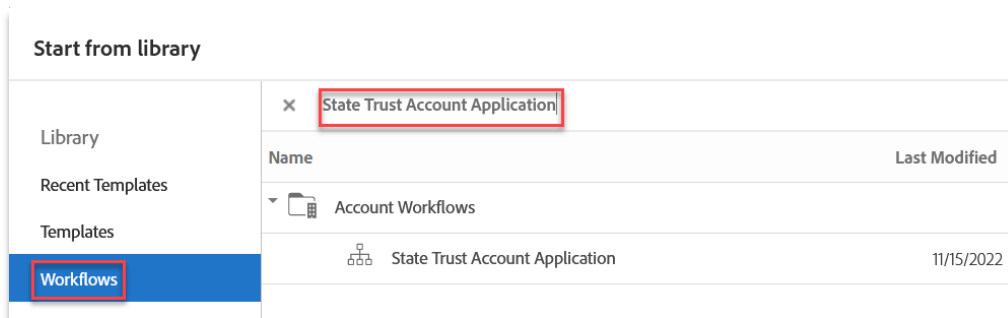 Start from library
State Trust Account Application
Library
Name Last Modified
Recent Templates
Account Workflows
Templates
State Trust Account Application 11/15/2022
Workflows